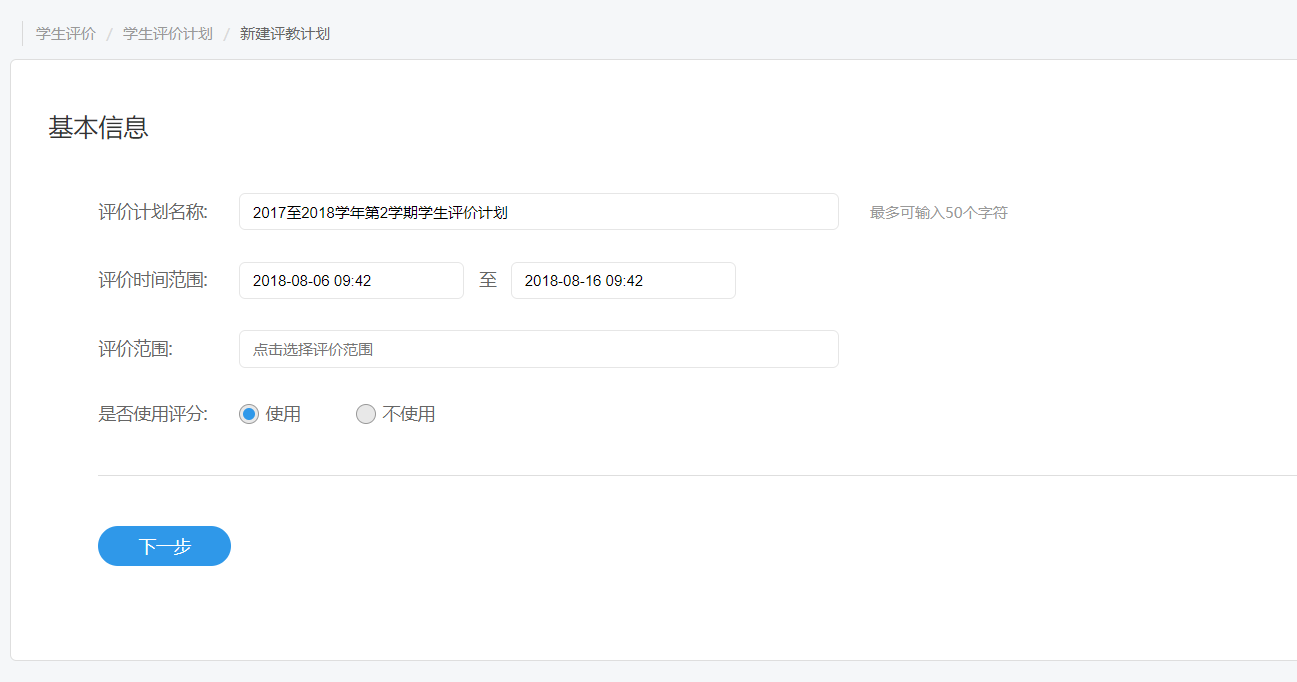 学生评价 / 学生评价计划 / 新建评教计划
基本信息
评价计划名称: 2017至2018学年第2学期学生评价计划 最多可输入50个字符
评价时间范围: 2018-08-06 09:42 至 2018-08-16 09:42
评价范围: 点击选择评价范围
是否使用评分: 使用 不使用
下一步